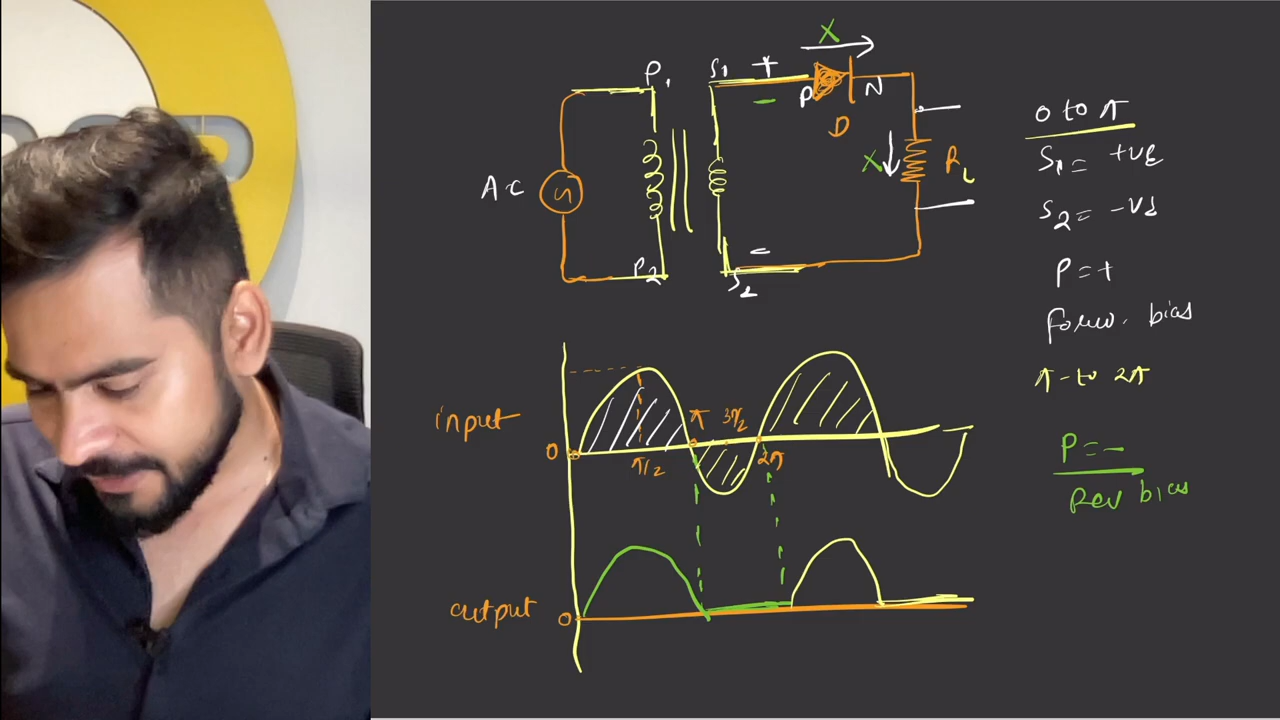 X
P1
S1
+
-
P
N
D
AC
X
RL
P2
S2
-
0 to π
S1 = +ve
S2 = -ve
P = +
Forw. bias
π - to 2π
P = -
Rev bias
input
0
π/2
π
3π/2
2π
output
0